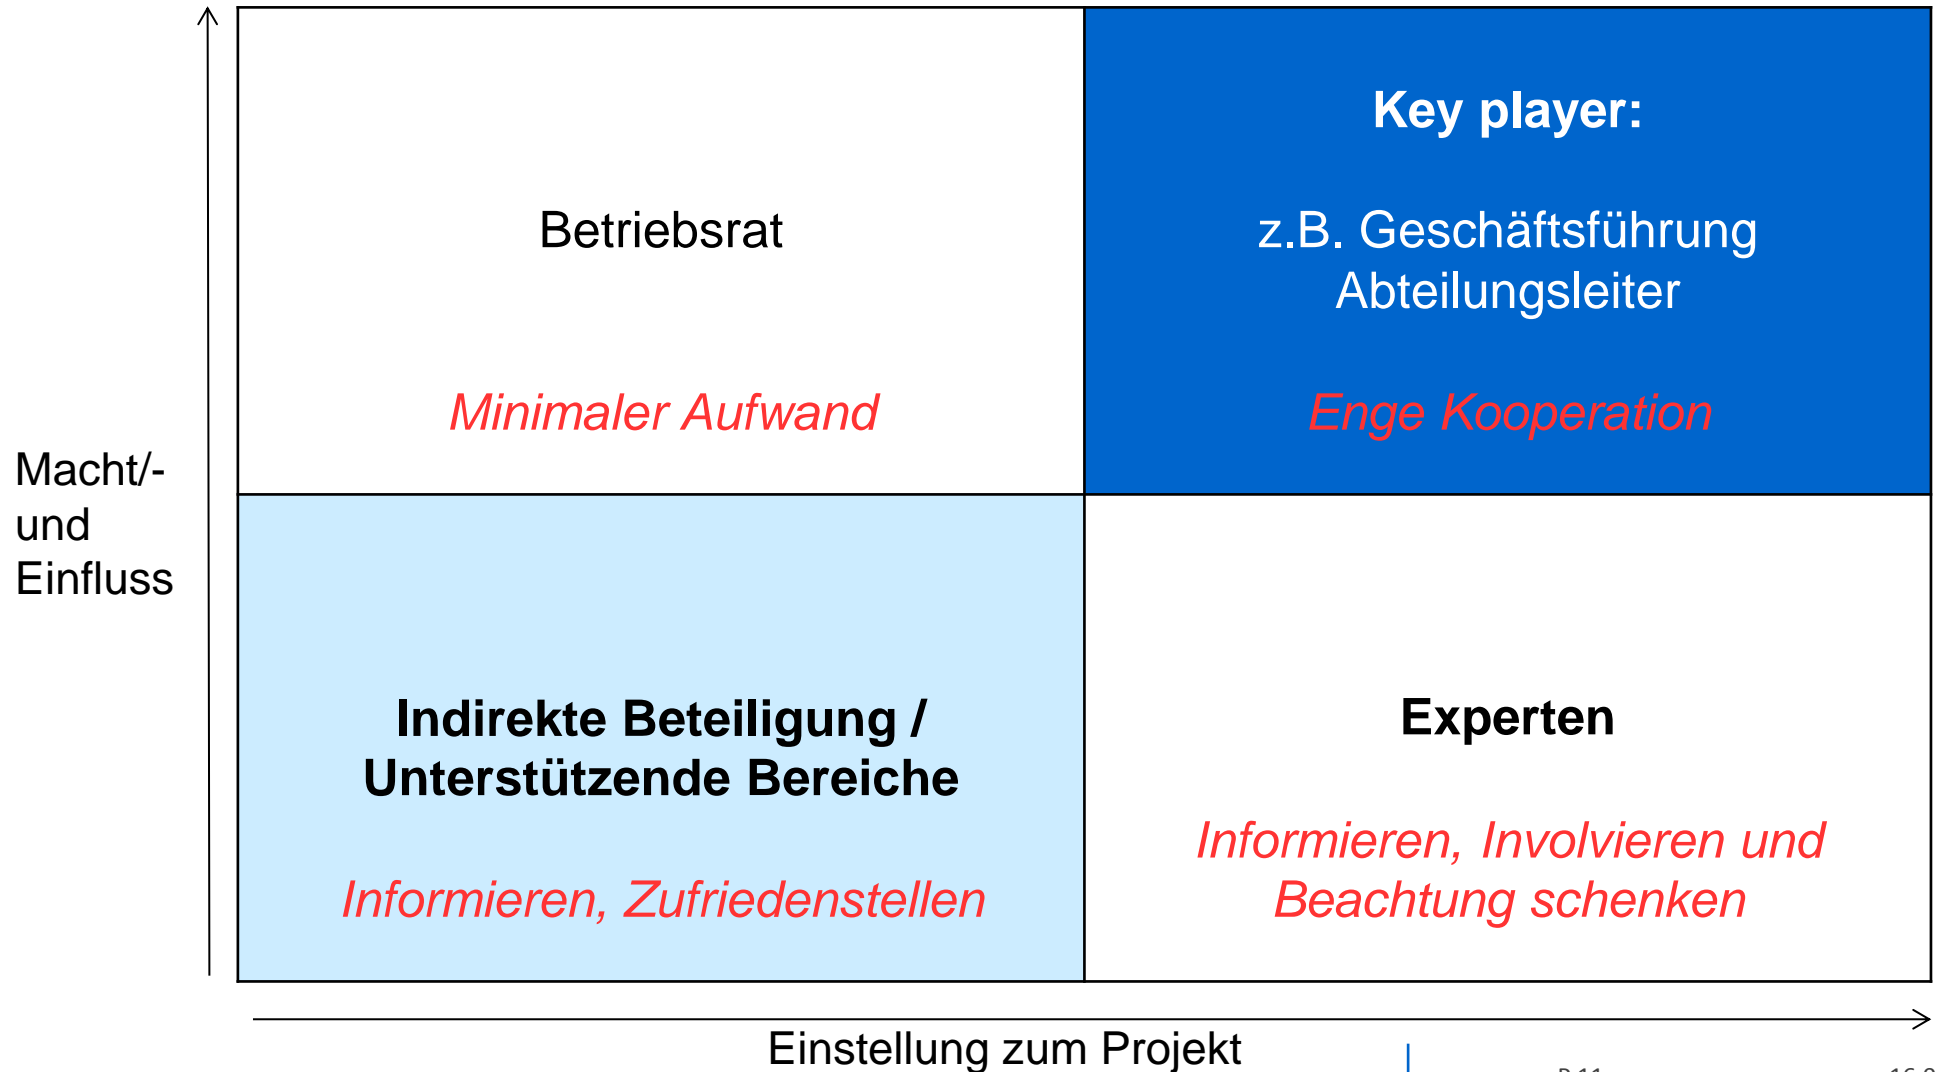 Macht/-
und
Einfluss
Betriebsrat
Minimaler Aufwand
Key player:
z.B. Geschäftsführung
Abteilungsleiter
Enge Kooperation
Indirekte Beteiligung /
Unterstützende Bereiche
Informieren, Zufriedenstellen
Experten
Informieren, Involvieren und
Beachtung schenken
Einstellung zum Projekt